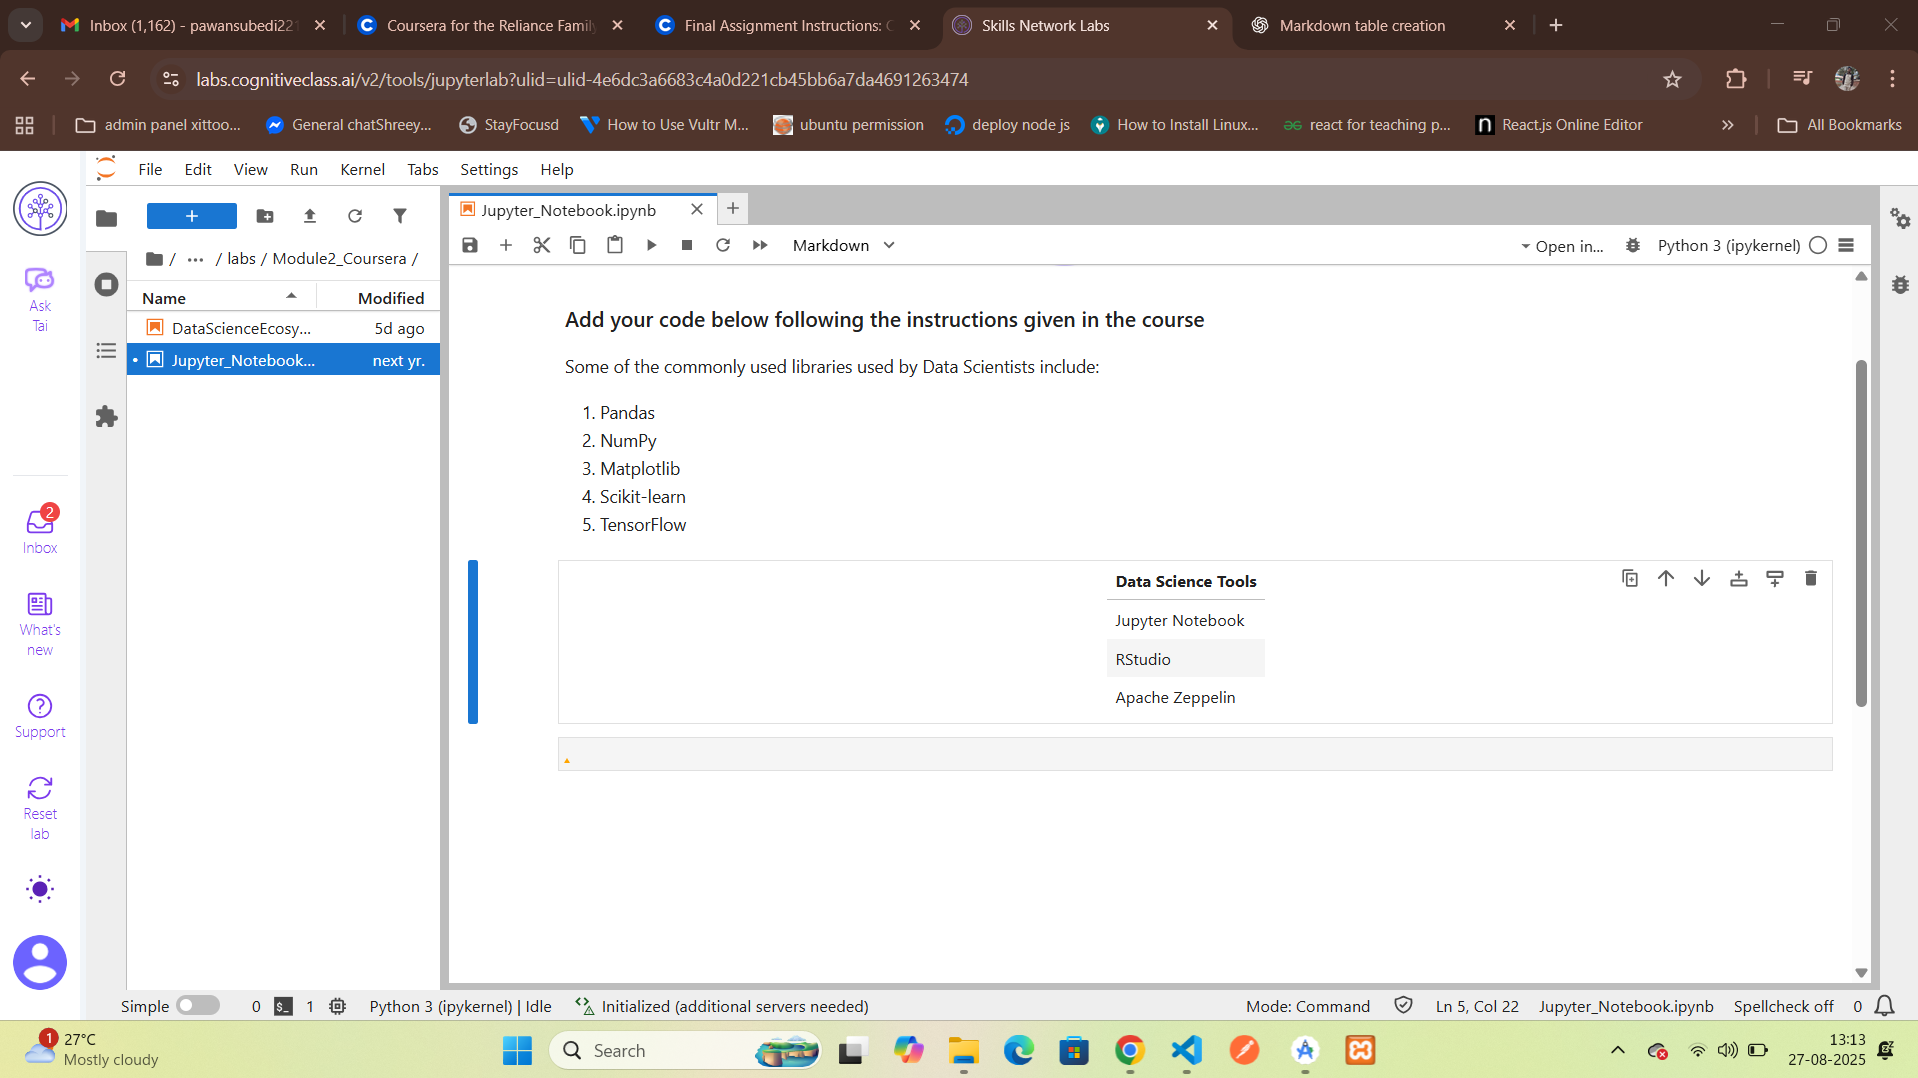 Inbox (1,162) - pawansubedi221
Coursera for the Reliance Family
Final Assignment Instructions: C
Skills Network Labs
Markdown table creation
labs.cognitiveclass.ai/v2/tools/jupyterlab?ulid=ulid-4e6dc3a6683c4a0d221cb45bb6a7da4691263474
admin panel xittoo...
General chatShreey...
StayFocusd
How to Use Vultr M...
ubuntu permission
deploy node js
How to Install Linux...
react for teaching p...
React.js Online Editor
All Bookmarks
File Edit View Run Kernel Tabs Settings Help
Ask
Tai
2
Inbox
What's
new
Support
Reset
lab
/ ... / labs / Module2_Coursera /
Name Modified
DataScienceEcosy... 5d ago
Jupyter_Notebook... next yr.
Jupyter_Notebook.ipynb
Markdown
Open in...
Python 3 (ipykernel)
Add your code below following the instructions given in the course
Some of the commonly used libraries used by Data Scientists include:
1. Pandas
2. NumPy
3. Matplotlib
4. Scikit-learn
5. TensorFlow
Data Science Tools
Jupyter Notebook
RStudio
Apache Zeppelin
Simple 0 $_ 1 Python 3 (ipykernel) | Idle Initialized (additional servers needed) Mode: Command Ln 5, Col 22 Jupyter_Notebook.ipynb Spellcheck off 0
1
27°C
Mostly cloudy
Search
13:13
27-08-2025